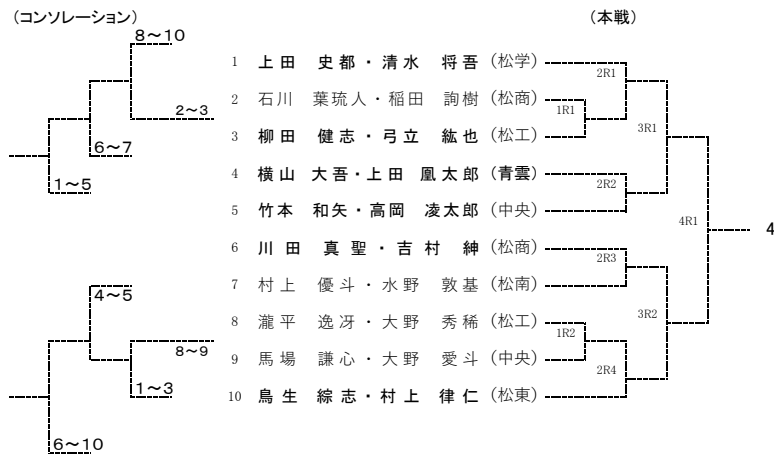 （コンソレーション）
（本戦）
8～10
1 上田 史都・清水 将吾 (松学)
2R1
2～3
2 石川 葉琉人・稲田 詢樹 (松商)
1R1
3 柳田 健志・弓立 紘也 (松工)
3R1
6～7
1～5
4 横山 大吾・上田 凰太郎 (青雲)
2R2
5 竹本 和矢・高岡 凌太郎 (中央)
4R1
4
6 川田 真聖・吉村 紳 (松商)
2R3
4～5
7 村上 優斗・水野 敦基 (松南)
3R2
8 瀧平 逸冴・大野 秀稀 (松工)
1R2
8～9
9 馬場 謙心・大野 愛斗 (中央)
2R4
1～3
10 鳥生 綜志・村上 律仁 (松東)
6～10